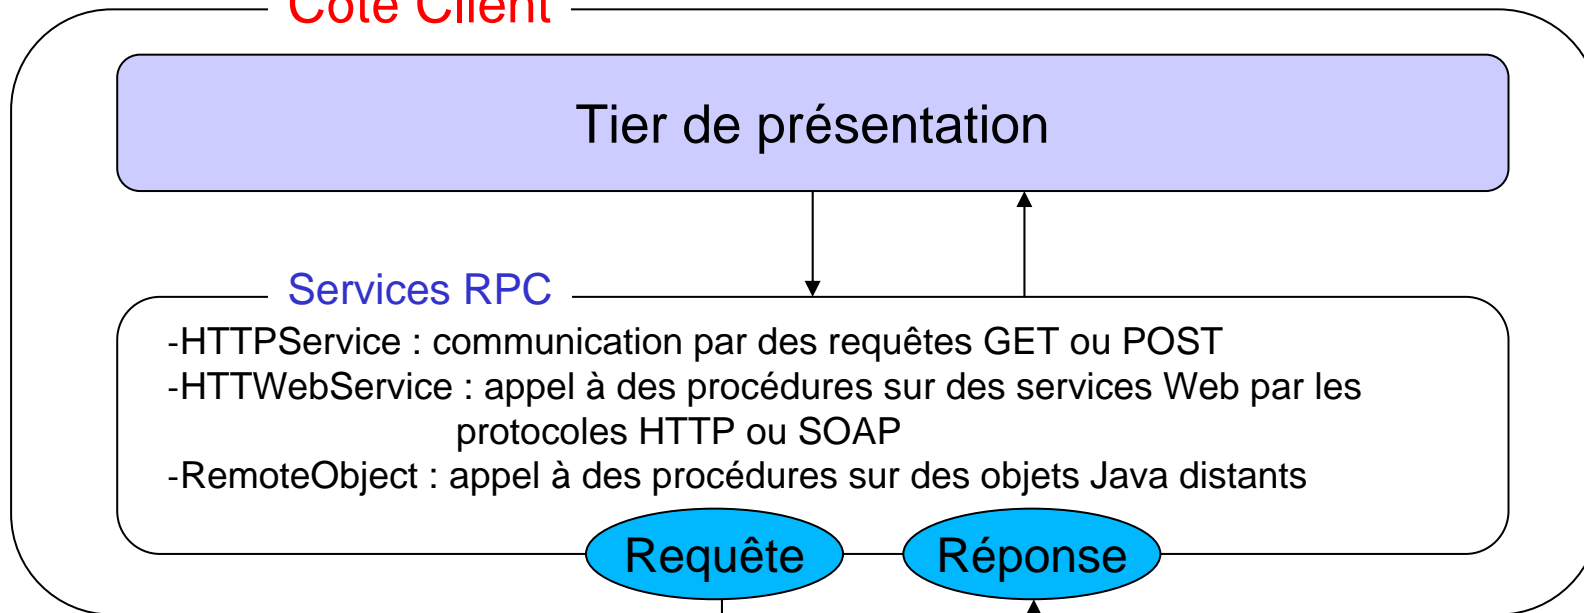 Côté Client
Tier de présentation
Services RPC
-HTTPService : communication par des requêtes GET ou POST
-HTTWebService : appel à des procédures sur des services Web par les
protocoles HTTP ou SOAP
-RemoteObject : appel à des procédures sur des objets Java distants
Requête
Réponse